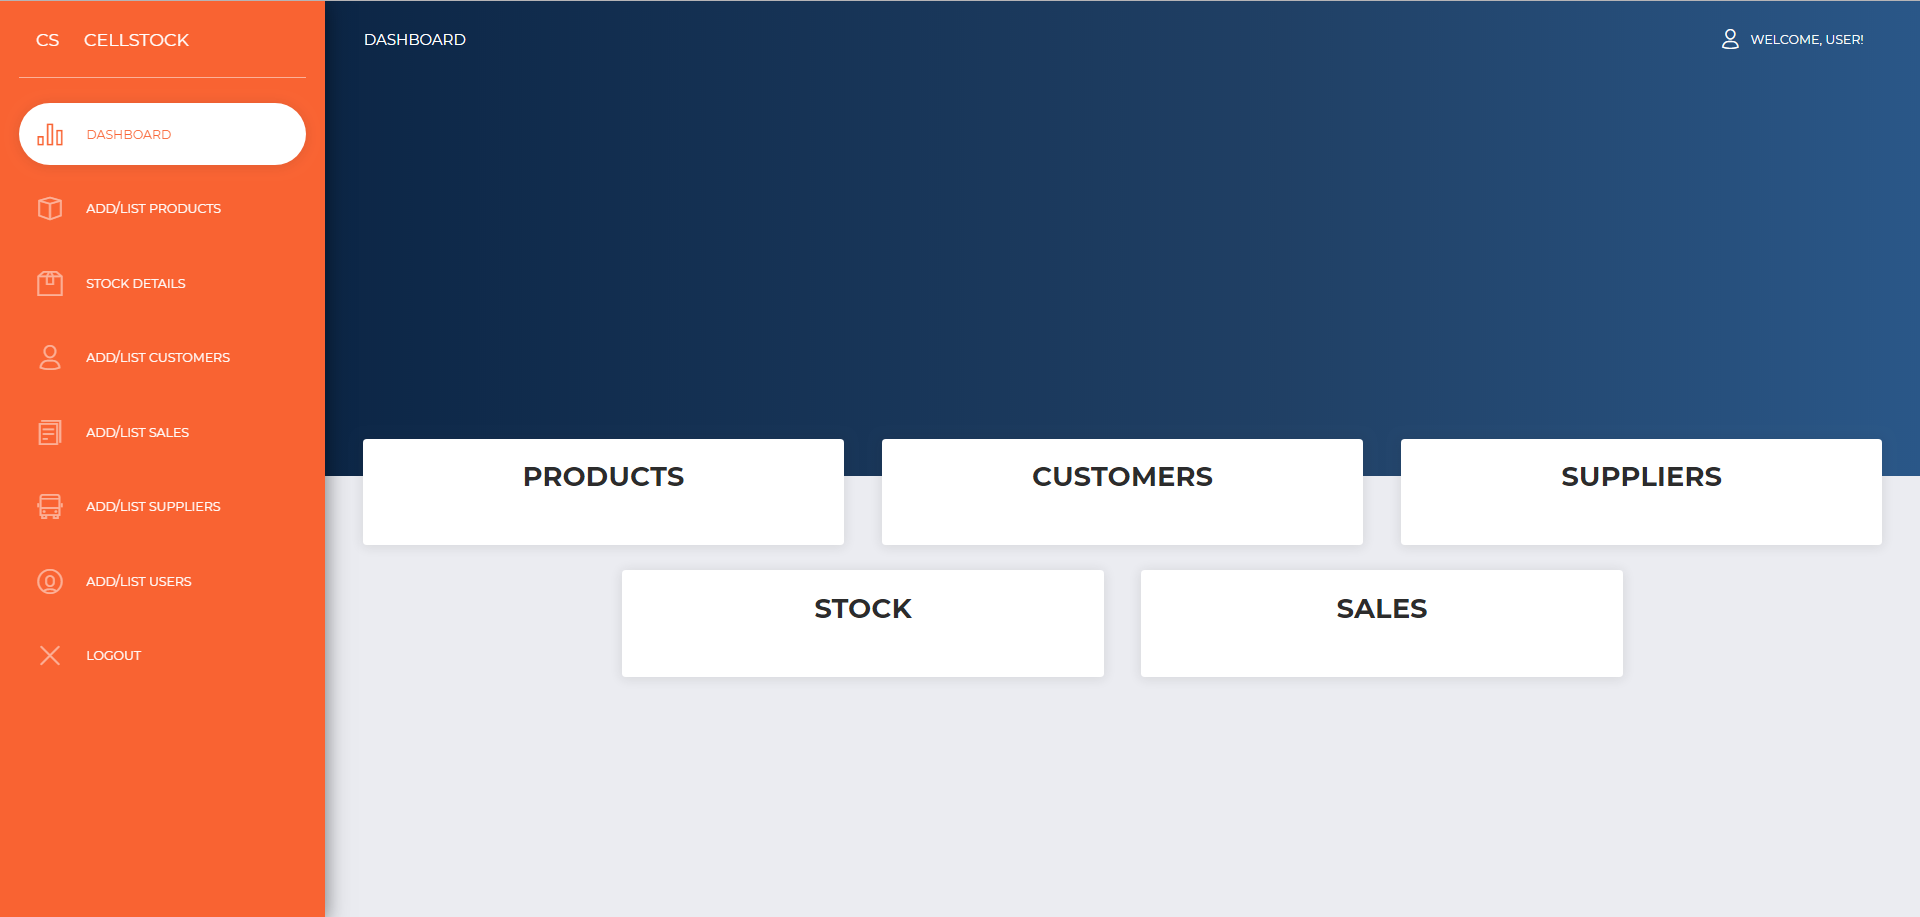 CS CELLSTOCK
DASHBOARD
ADD/LIST PRODUCTS
STOCK DETAILS
ADD/LIST CUSTOMERS
ADD/LIST SALES
ADD/LIST SUPPLIERS
ADD/LIST USERS
LOGOUT
DASHBOARD
WELCOME, USER!
PRODUCTS
CUSTOMERS
SUPPLIERS
STOCK
SALES